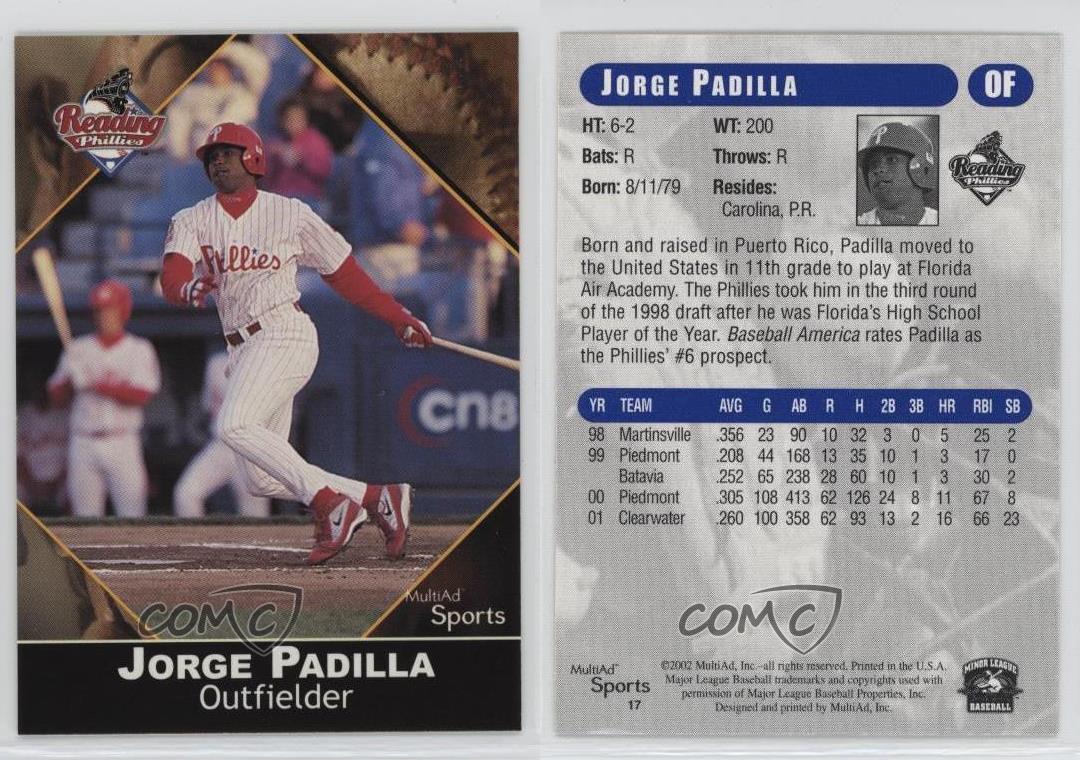 Reading
Phillies
Phillies
cn8
MultiAd
Sports
COMC
JORGE PADILLA
Outfielder
JORGE PADILLA
OF
HT: 6-2 WT: 200
Bats: R Throws: R
Born: 8/11/79 Resides:
Carolina, P.R.
Reading
Phillies
Born and raised in Puerto Rico, Padilla moved to
the United States in 11th grade to play at Florida
Air Academy. The Phillies took him in the third round
of the 1998 draft after he was Florida's High School
Player of the Year. Baseball America rates Padilla as
the Phillies' #6 prospect.
YR TEAM AVG G AB R H 2B 3B HR RBI SB
98 Martinsville .356 23 90 10 32 3 0 5 25 2
99 Piedmont .208 44 168 13 35 10 1 3 17 0
Batavia .252 65 238 28 60 10 1 3 30 2
00 Piedmont .305 108 413 62 126 24 8 11 67 8
01 Clearwater .260 100 358 62 93 13 2 16 66 23
COMC
MultiAd
Sports
17
©2002 MultiAd, Inc.–all rights reserved. Printed in the U.S.A.
Major League Baseball trademarks and copyrights used with
permission of Major League Baseball Properties, Inc.
Designed and printed by MultiAd, Inc.
MINOR LEAGUE
BASEBALL